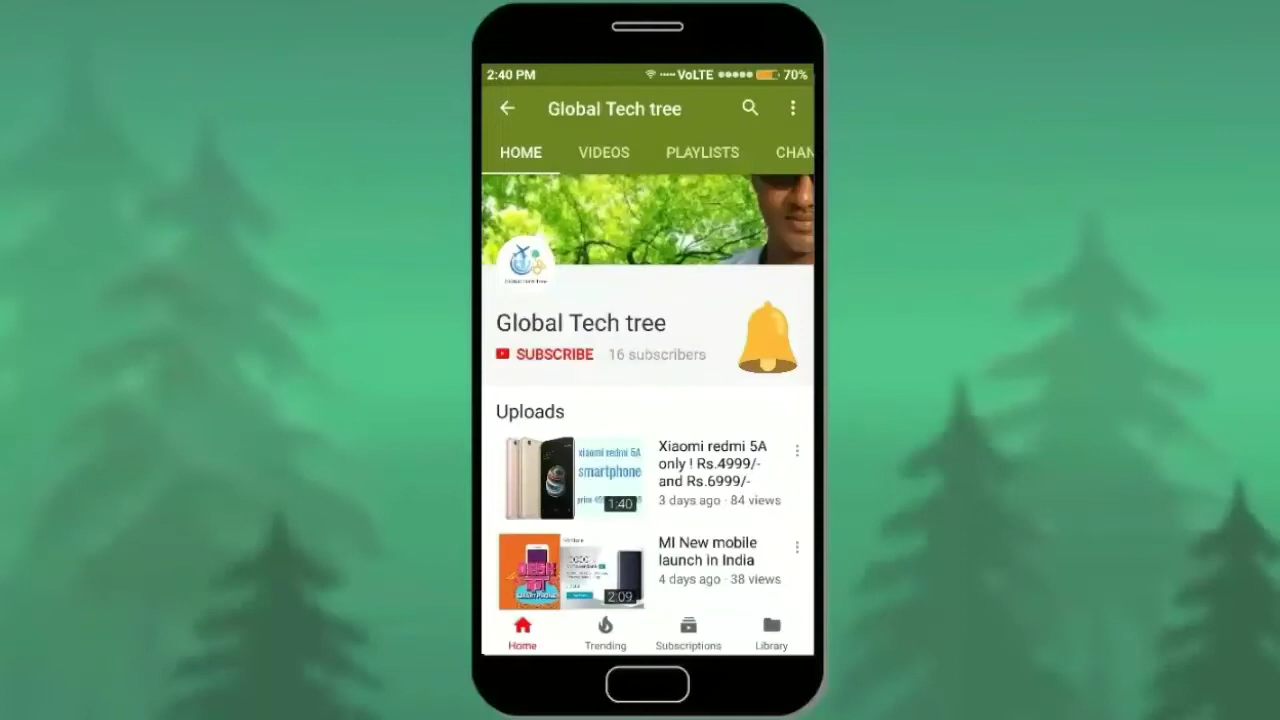 2:40 PM VoLTE 70%
Global Tech tree
HOME VIDEOS PLAYLISTS CHAN
Global Tech tree
SUBSCRIBE 16 subscribers
Uploads
xiaomi redmi 5A
smartphone
price
1:40
Xiaomi redmi 5A
only ! Rs.4999/-
and Rs.6999/-
3 days ago · 84 views
2:09
MI New mobile
launch in India
4 days ago · 38 views
Home Trending Subscriptions Library